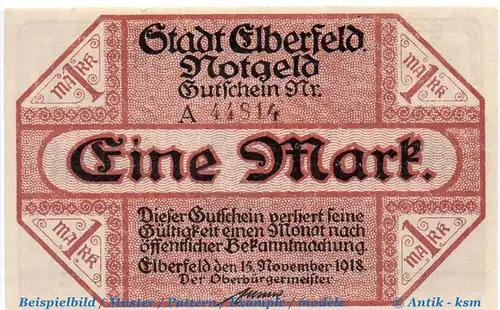 Stadt Elberfeld.
Notgeld
Gutschein Nr.
A 44814
1 MARK
1 MARK
Eine Mark.
1 MARK
1 MARK
Dieser Gutschein verliert seine
Gültigkeit einen Monat nach
öffentlicher Bekanntmachung.
Elberfeld den 15. November 1918.
Der Oberbürgermeister
Beispielbild / Muster / Pattern / Example / modèle
© Antik - ksm